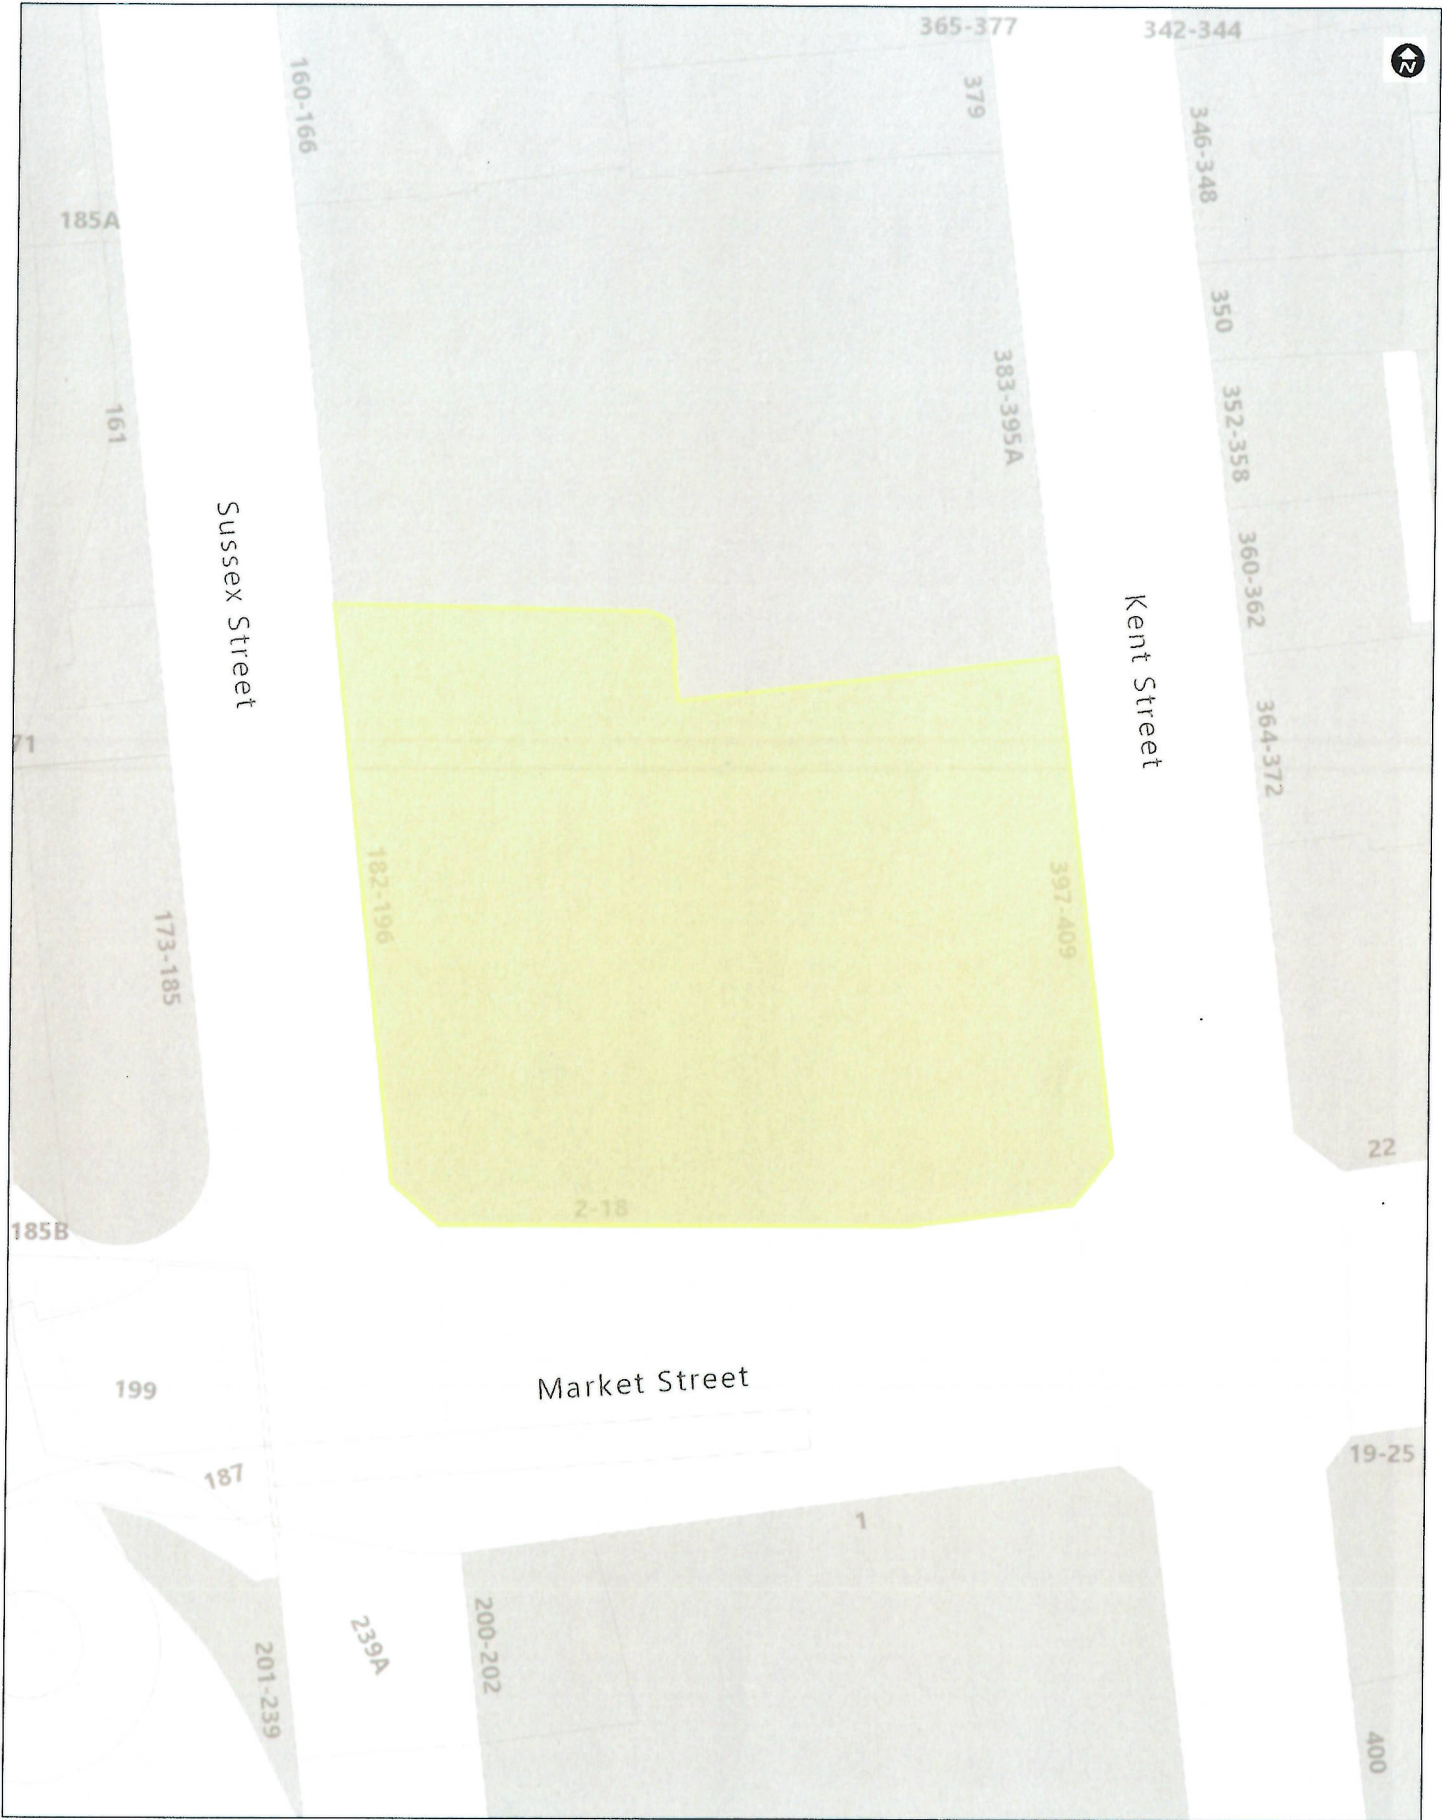 365-377
342-344
N
160-166
379
346-348
185A
350
383-395A
161
352-358
Sussex Street
360-362
Kent Street
364-372
71
182-196
397-409
173-185
22
2-18
185B
Market Street
199
187
19-25
1
239A
200-202
201-239
400